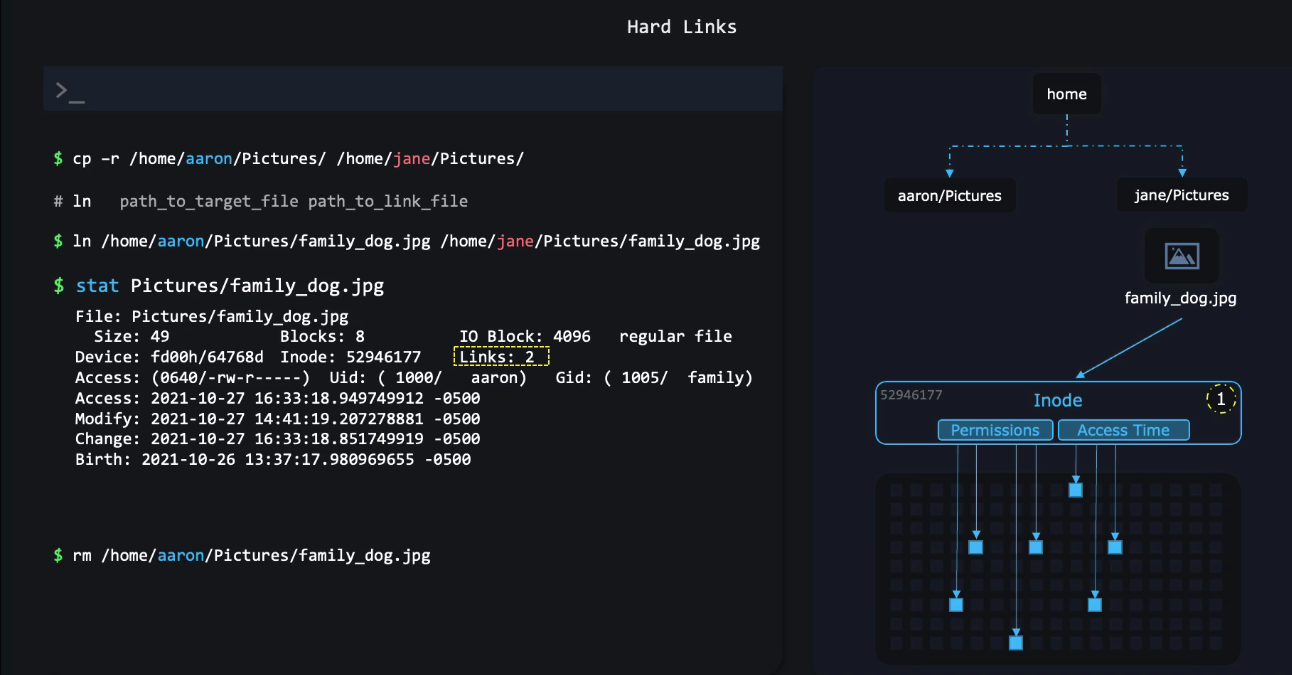 Hard Links
>_
$ cp -r /home/aaron/Pictures/ /home/jane/Pictures/
# ln path_to_target_file path_to_link_file
$ ln /home/aaron/Pictures/family_dog.jpg /home/jane/Pictures/family_dog.jpg
$ stat Pictures/family_dog.jpg
File: Pictures/family_dog.jpg
Size: 49 Blocks: 8 IO Block: 4096 regular file
Device: fd00h/64768d Inode: 52946177 Links: 2
Access: (0640/-rw-r-----) Uid: ( 1000/ aaron) Gid: ( 1005/ family)
Access: 2021-10-27 16:33:18.949749912 -0500
Modify: 2021-10-27 14:41:19.207278881 -0500
Change: 2021-10-27 16:33:18.851749919 -0500
Birth: 2021-10-26 13:37:17.980969655 -0500
$ rm /home/aaron/Pictures/family_dog.jpg
home
aaron/Pictures
jane/Pictures
family_dog.jpg
52946177
Inode
1
Permissions
Access Time